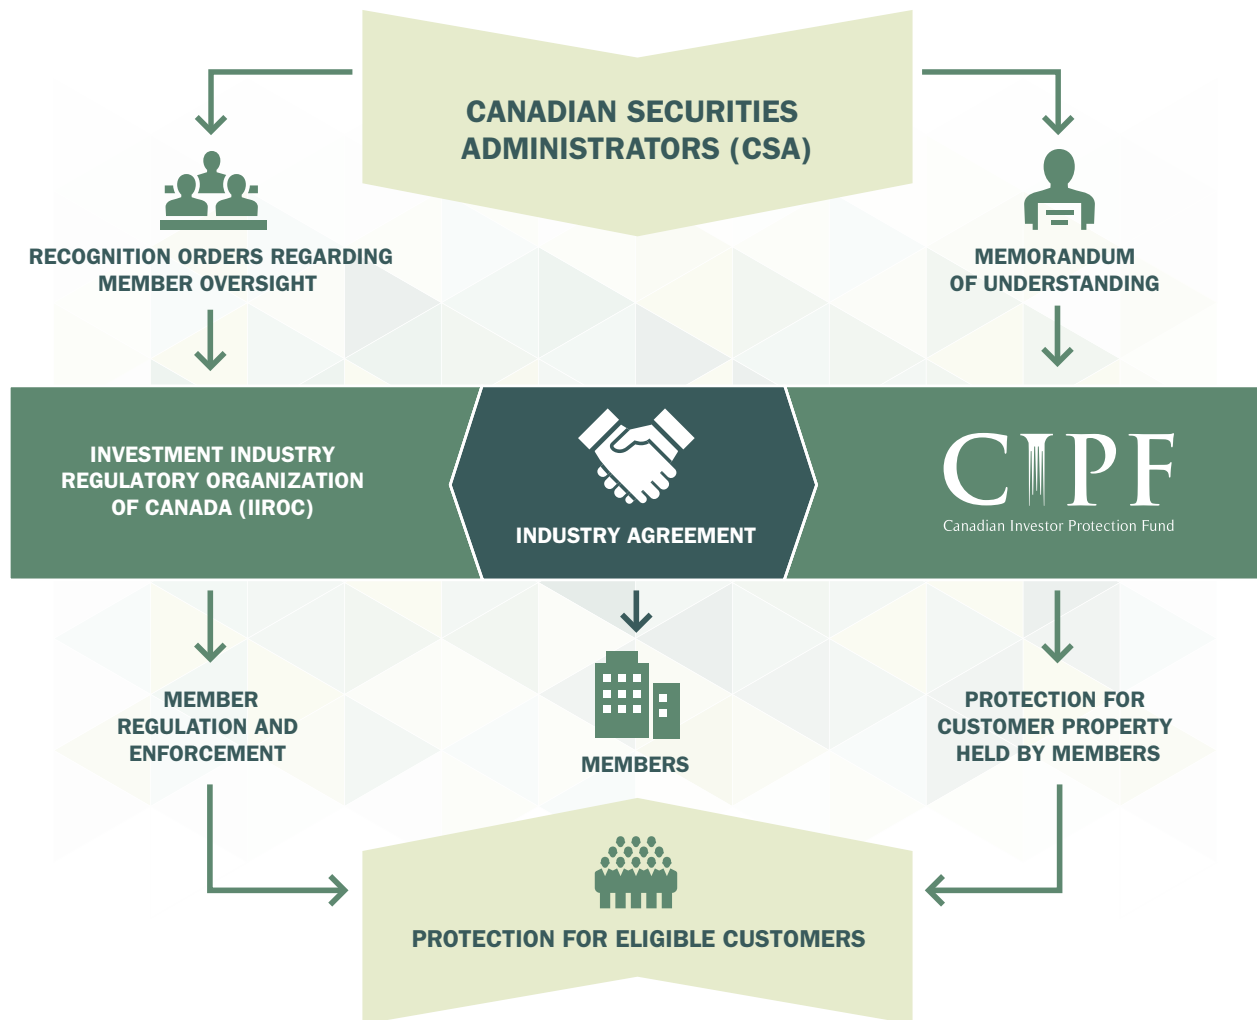 CANADIAN SECURITIES
ADMINISTRATORS (CSA)
RECOGNITION ORDERS REGARDING
MEMBER OVERSIGHT
MEMORANDUM
OF UNDERSTANDING
INVESTMENT INDUSTRY
REGULATORY ORGANIZATION
OF CANADA (IIROC)
INDUSTRY AGREEMENT
CIPF
Canadian Investor Protection Fund
MEMBER
REGULATION AND
ENFORCEMENT
MEMBERS
PROTECTION FOR
CUSTOMER PROPERTY
HELD BY MEMBERS
PROTECTION FOR ELIGIBLE CUSTOMERS